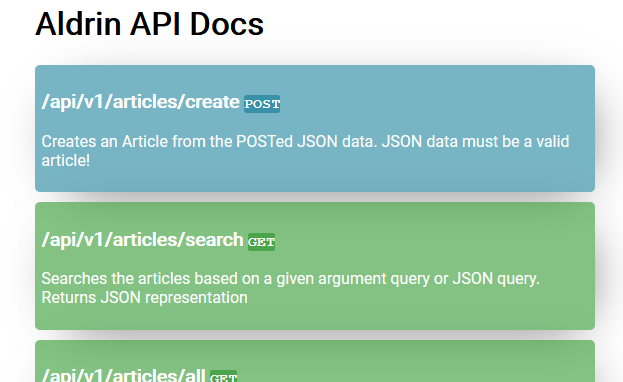 Aldrin API Docs
/api/v1/articles/create POST
Creates an Article from the POSTed JSON data. JSON data must be a valid
article!
/api/v1/articles/search GET
Searches the articles based on a given argument query or JSON query.
Returns JSON representation
/api/v1/articles/all GET